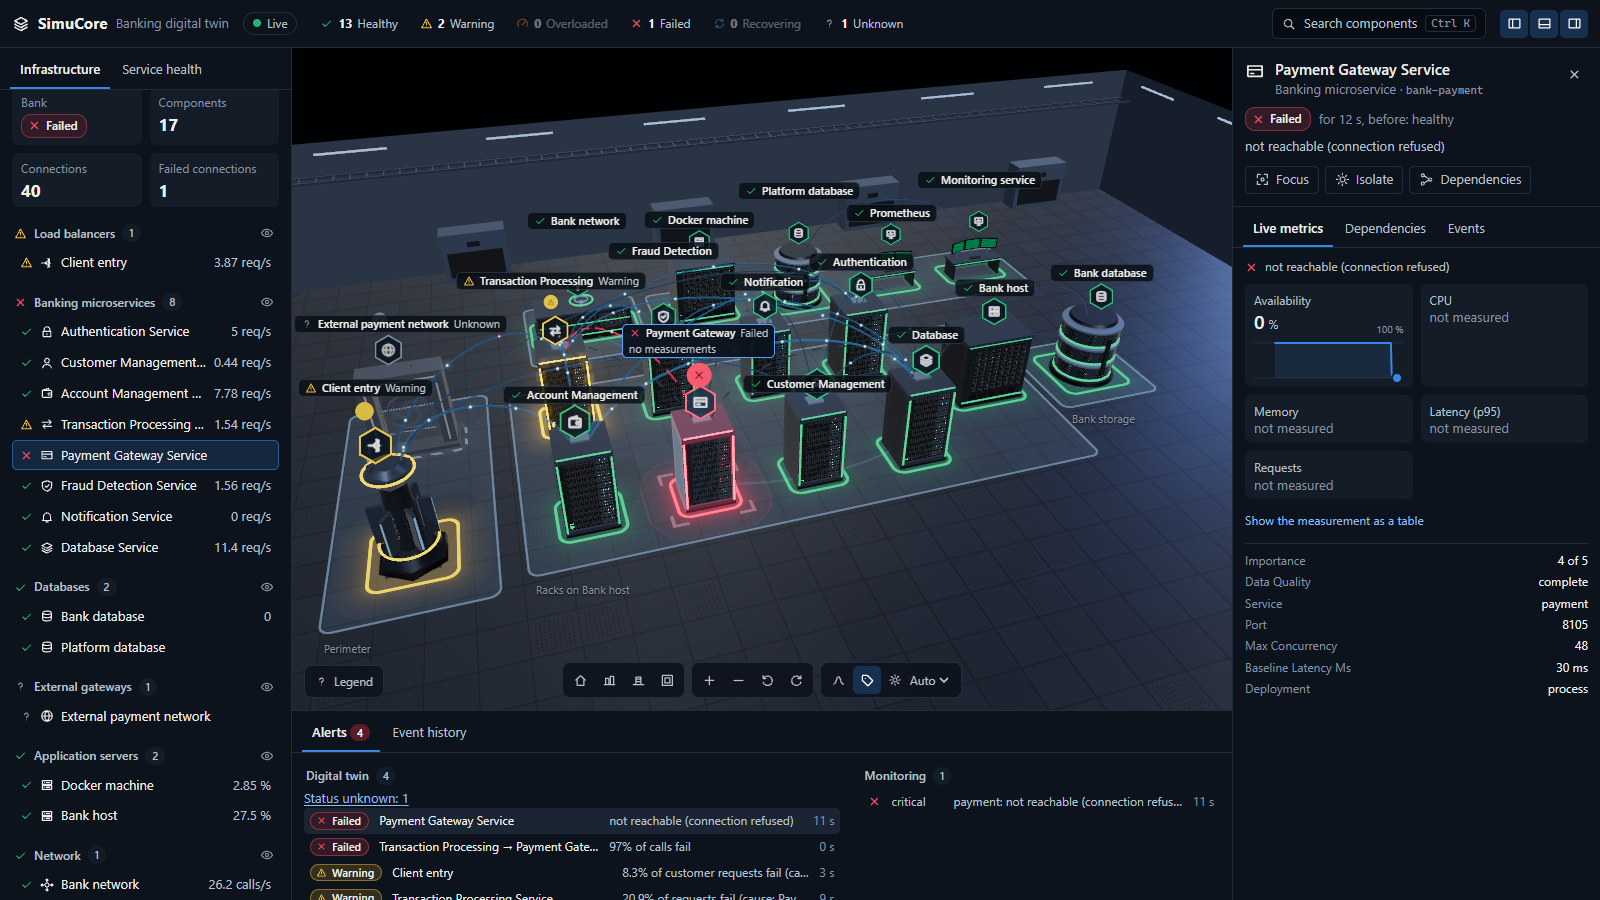 SimuCore
Banking digital twin
Live
13 Healthy
2 Warning
0 Overloaded
1 Failed
0 Recovering
? 1 Unknown
Search components
Ctrl K
Infrastructure
Service health
Bank
Failed
Components
17
Connections
40
Failed connections
1
Load balancers 1
Client entry 3.87 req/s
Banking microservices 8
Authentication Service 5 req/s
Customer Management... 0.44 req/s
Account Management ... 7.78 req/s
Transaction Processing ... 1.54 req/s
Payment Gateway Service
Fraud Detection Service 1.56 req/s
Notification Service 0 req/s
Database Service 11.4 req/s
Databases 2
Bank database 0
Platform database
? External gateways 1
? External payment network
Application servers 2
Docker machine 2.85 %
Bank host 27.5 %
Network 1
Bank network 26.2 calls/s
Monitoring service
Platform database
Bank network
Docker machine
Prometheus
Fraud Detection
Authentication
Bank database
Transaction Processing Warning
Notification
Bank host
? External payment network Unknown
Payment Gateway Failed
no measurements
Database
Client entry Warning
Account Management
Customer Management
Bank storage
Racks on Bank host
Perimeter
? Legend
Auto
Alerts 4
Event history
Digital twin 4
Status unknown: 1
Failed Payment Gateway Service not reachable (connection refused) 11 s
Failed Transaction Processing → Payment Gate... 97% of calls fail 0 s
Warning Client entry 8.3% of customer requests fail (ca... 3 s
Warning Transaction Processing Service 20.9% of requests fail (cause: Pay... 9 s
Monitoring 1
critical payment: not reachable (connection refus... 11 s
Payment Gateway Service
Banking microservice · bank-payment
Failed for 12 s, before: healthy
not reachable (connection refused)
Focus
Isolate
Dependencies
Live metrics
Dependencies
Events
not reachable (connection refused)
Availability
0 %
100 %
CPU
not measured
Memory
not measured
Latency (p95)
not measured
Requests
not measured
Show the measurement as a table
Importance 4 of 5
Data Quality complete
Service payment
Port 8105
Max Concurrency 48
Baseline Latency Ms 30 ms
Deployment process